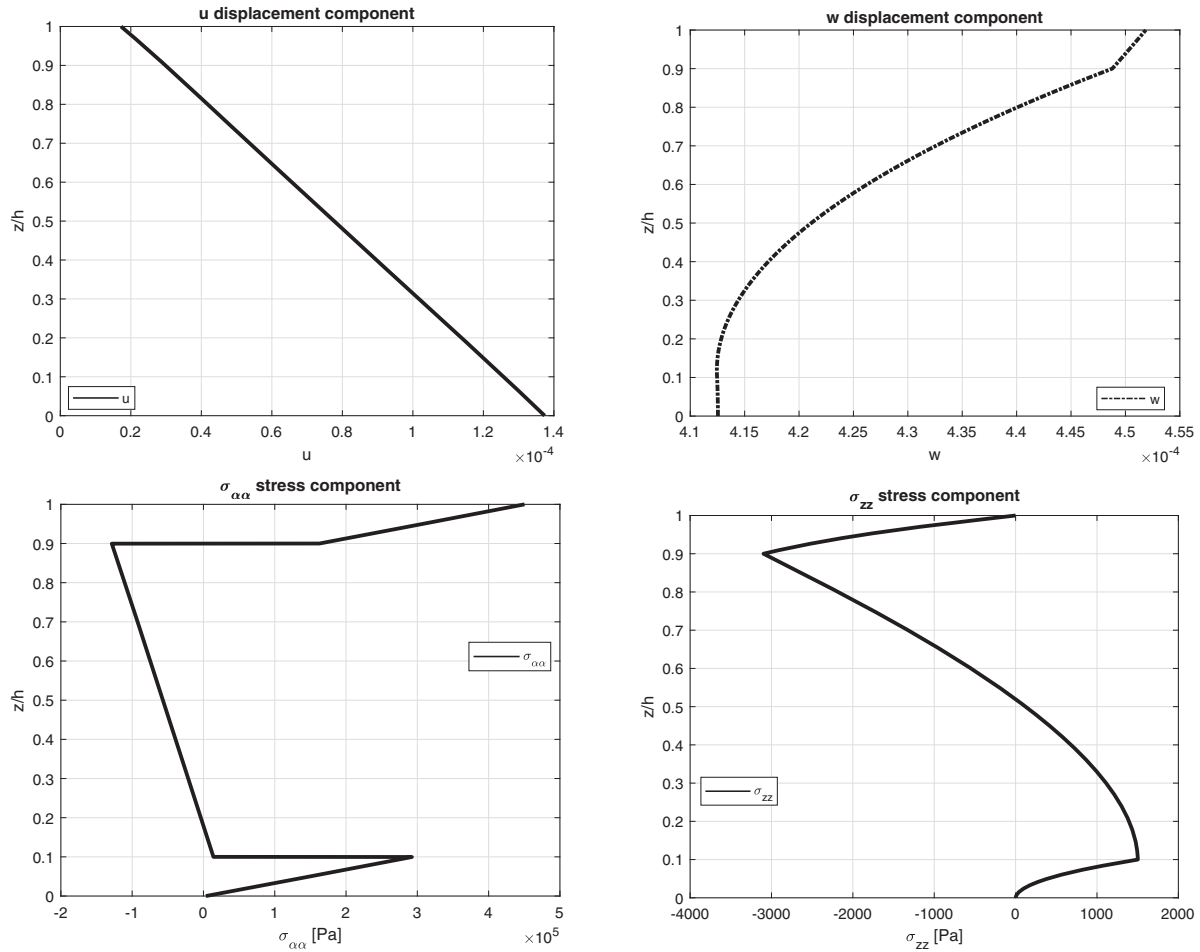 u displacement component
1
0.9
0.8
0.7
0.6
0.5
0.4
0.3
0.2
0.1
0
z/h
u
0 0.2 0.4 0.6 0.8 1 1.2 1.4
u
×10⁻⁴
w displacement component
1
0.9
0.8
0.7
0.6
0.5
0.4
0.3
0.2
0.1
0
z/h
w
4.1 4.15 4.2 4.25 4.3 4.35 4.4 4.45 4.5 4.55
w
×10⁻⁴
σαα stress component
1
0.9
0.8
0.7
0.6
0.5
0.4
0.3
0.2
0.1
0
z/h
σαα
-2 -1 0 1 2 3 4 5
σαα [Pa]
×10⁵
σzz stress component
1
0.9
0.8
0.7
0.6
0.5
0.4
0.3
0.2
0.1
0
z/h
σzz
-4000 -3000 -2000 -1000 0 1000 2000
σzz [Pa]